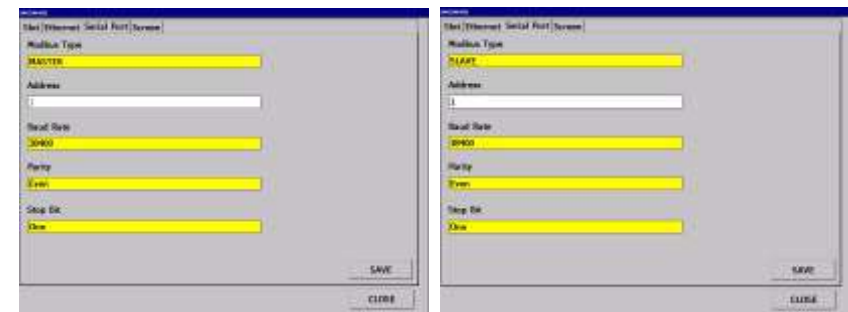 Slot Ethernet Serial Port Screen
Modbus Type
MASTER
Address
1
Baud Rate
38400
Parity
Even
Stop Bit
One
SAVE
CLOSE
Slot Ethernet Serial Port Screen
Modbus Type
SLAVE
Address
1
Baud Rate
38400
Parity
Even
Stop Bit
One
SAVE
CLOSE